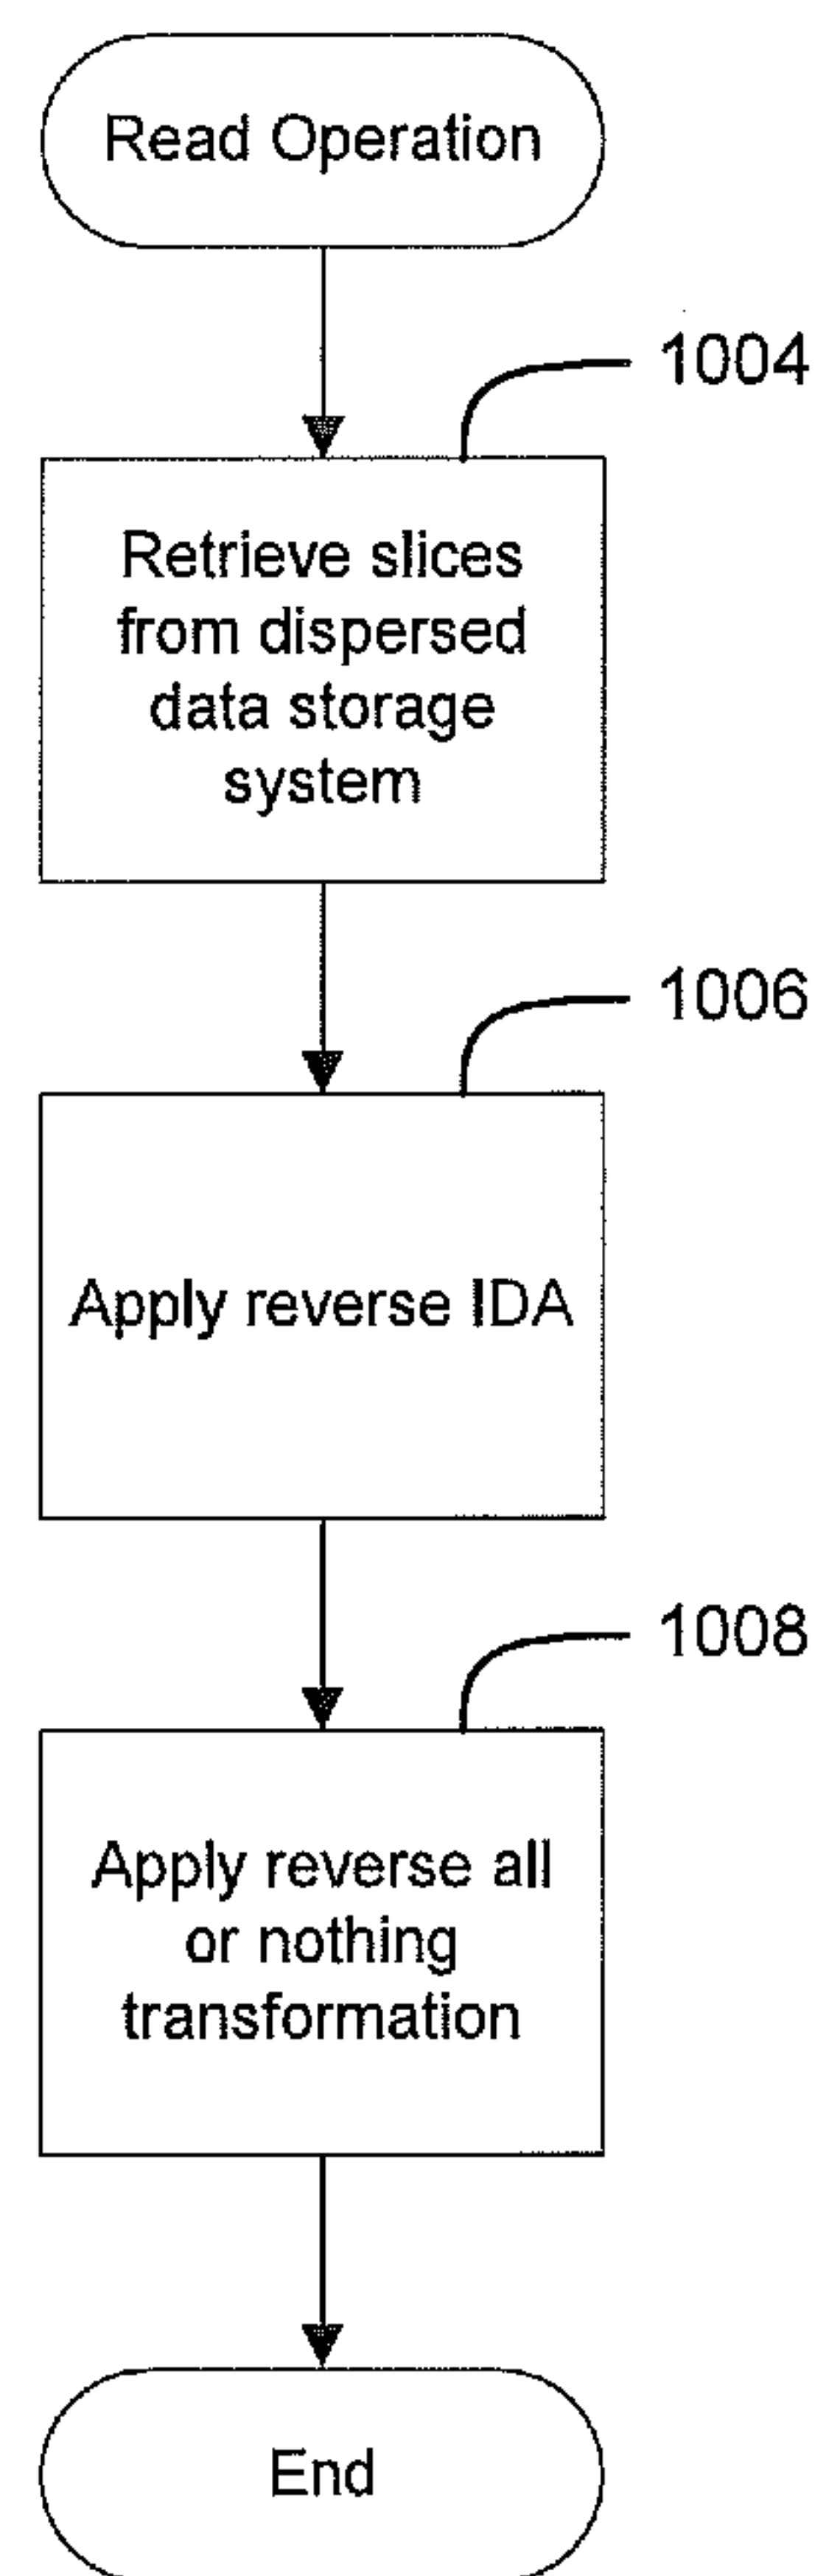 Read Operation
1004
Retrieve slices
from dispersed
data storage
system
1006
Apply reverse IDA
1008
Apply reverse all
or nothing
transformation
End